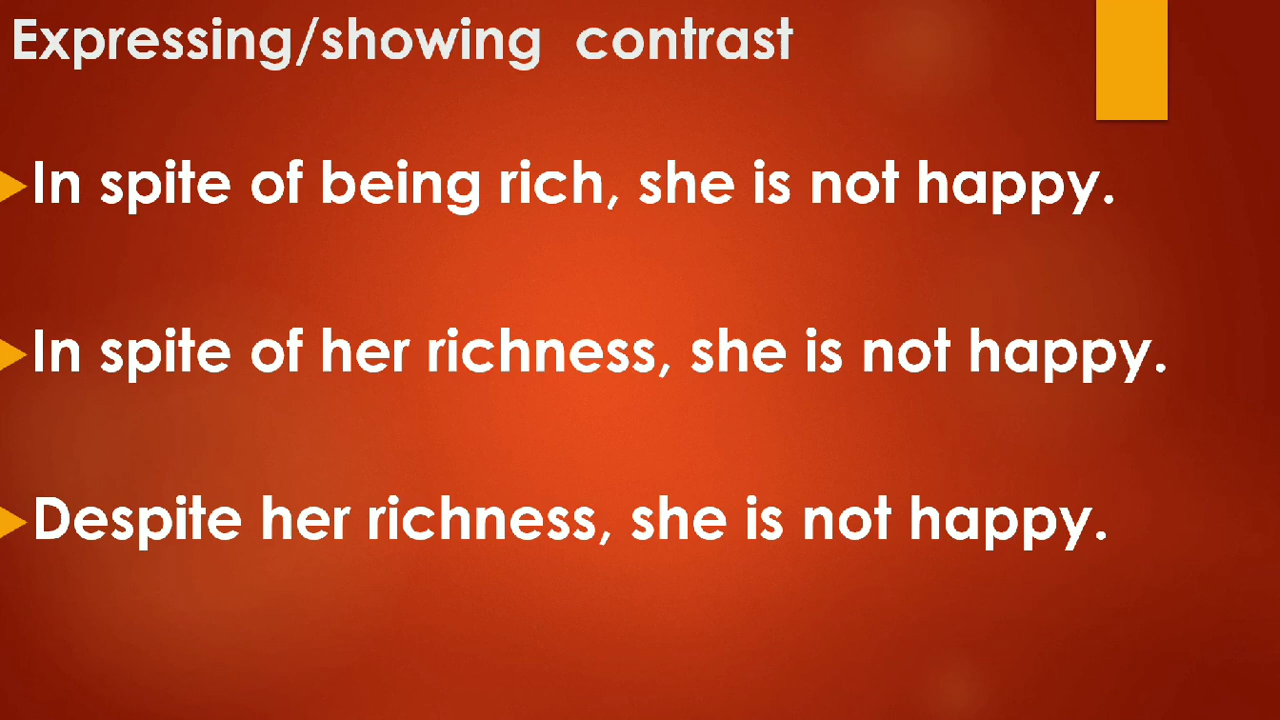 Expressing/showing contrast
In spite of being rich, she is not happy.
In spite of her richness, she is not happy.
Despite her richness, she is not happy.